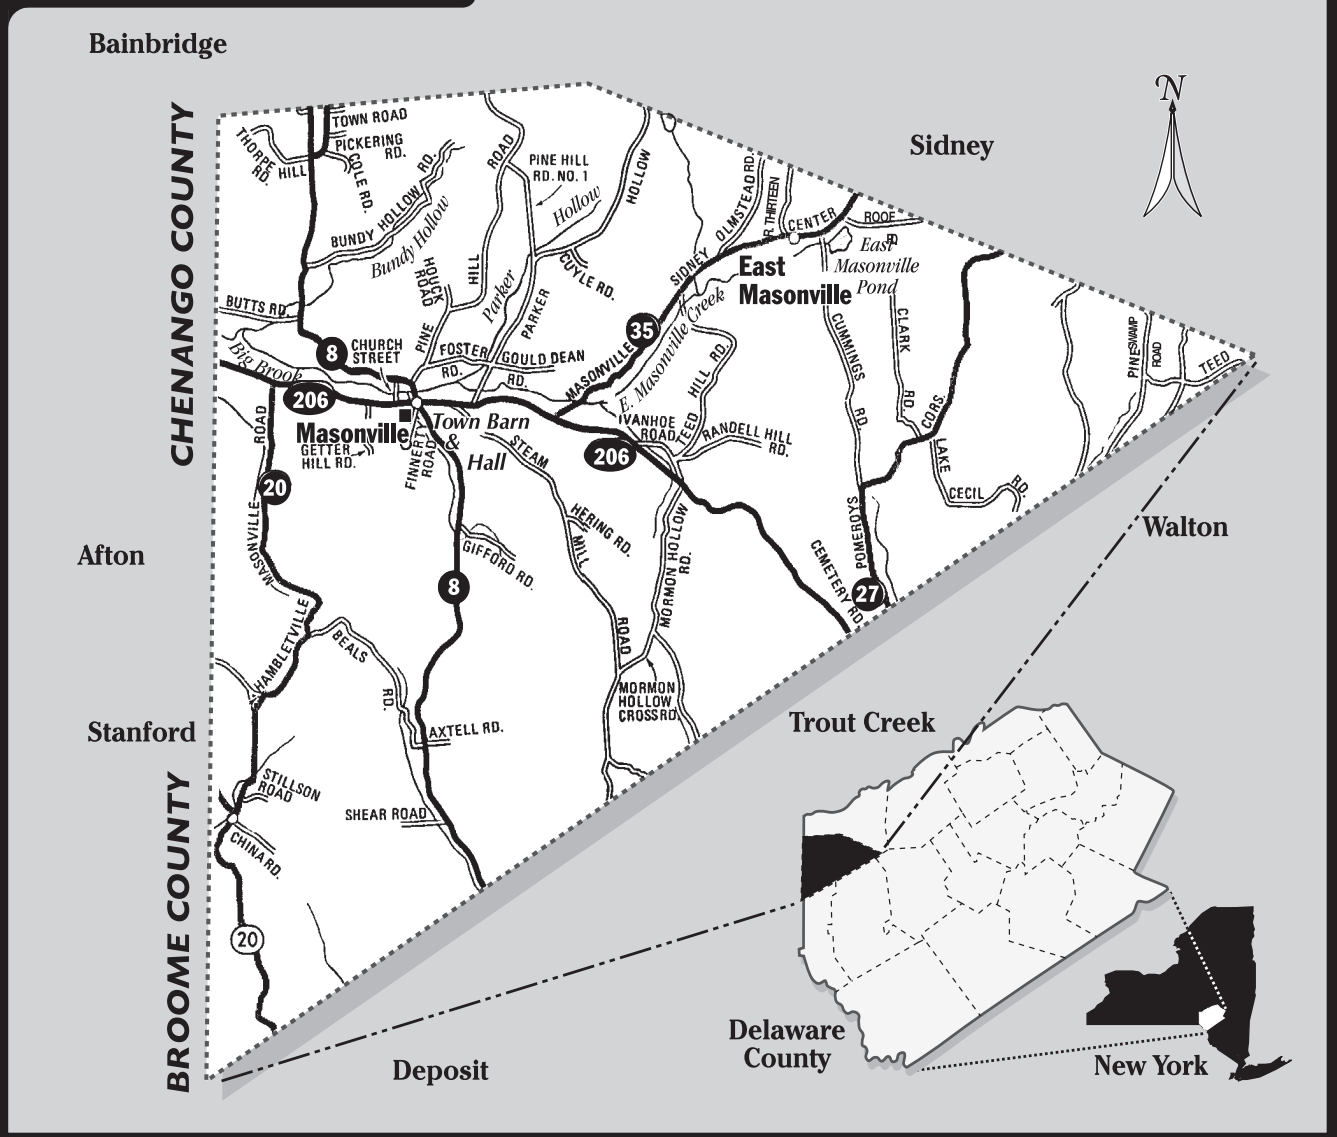 Bainbridge
CHENANGO COUNTY
N
Sidney
TOWN ROAD
THORPE
HILL
RD.
PICKERING
RD.
COLE RD.
BUNDY HOLLOW RD.
Bundy Hollow
ROAD
PINE HILL
RD. NO. 1
Hollow
HOLLOW
OLMSTEAD RD.
THIRTEEN
CENTER
ROOF
RD
East
Masonville
Pond
East
Masonville
SIDNEY
CUYLE RD.
HOUCK
ROAD
HILL
Parker
PARKER
PINE
BUTTS RD.
8
CHURCH
STREET
FOSTER
RD.
GOULD DEAN
RD.
35
MASONVILLE
E. Masonville Creek
CUMMINGS
RD
CLARK
RD
PINESWAMP
ROAD
TEED
Big Brook
206
Masonville
Town Barn
&
Hall
GETTER
HILL RD.
FINNERTY
ROAD
IVANHOE
ROAD
TEED
HILL RD.
RANDELL HILL
RD.
206
STEAM
MILL
ROAD
HERING RD.
CORS.
LAKE
CECIL
RD.
POMEROYS
ROAD
20
MASONVILLE
GIFFORD RD.
8
MORMON HOLLOW
RD.
CEMETERY RD.
27
Walton
Afton
HAMBLETVILLE
BEALS
RD.
MORMON
HOLLOW
CROSSRD.
Stanford
AXTELL RD.
Trout Creek
STILLSON
ROAD
SHEAR ROAD
CHINA RD.
BROOME COUNTY
20
Deposit
Delaware
County
New York